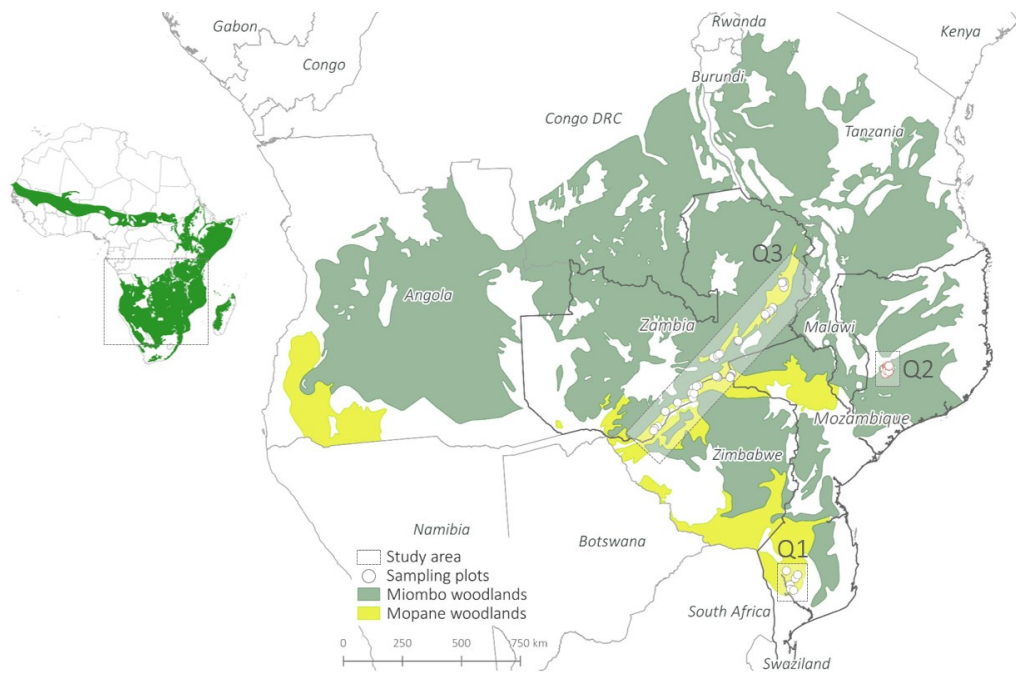 Rwanda
Gabon
Kenya
Congo
Burundi
Congo DRC
Tanzania
Q3
Angola
Zambia
Malawi
Q2
Mozambique
Zimbabwe
Namibia
Botswana
Q1
Study area
Sampling plots
Miombo woodlands
Mopane woodlands
South Africa
0 250 500 750 km
Swaziland